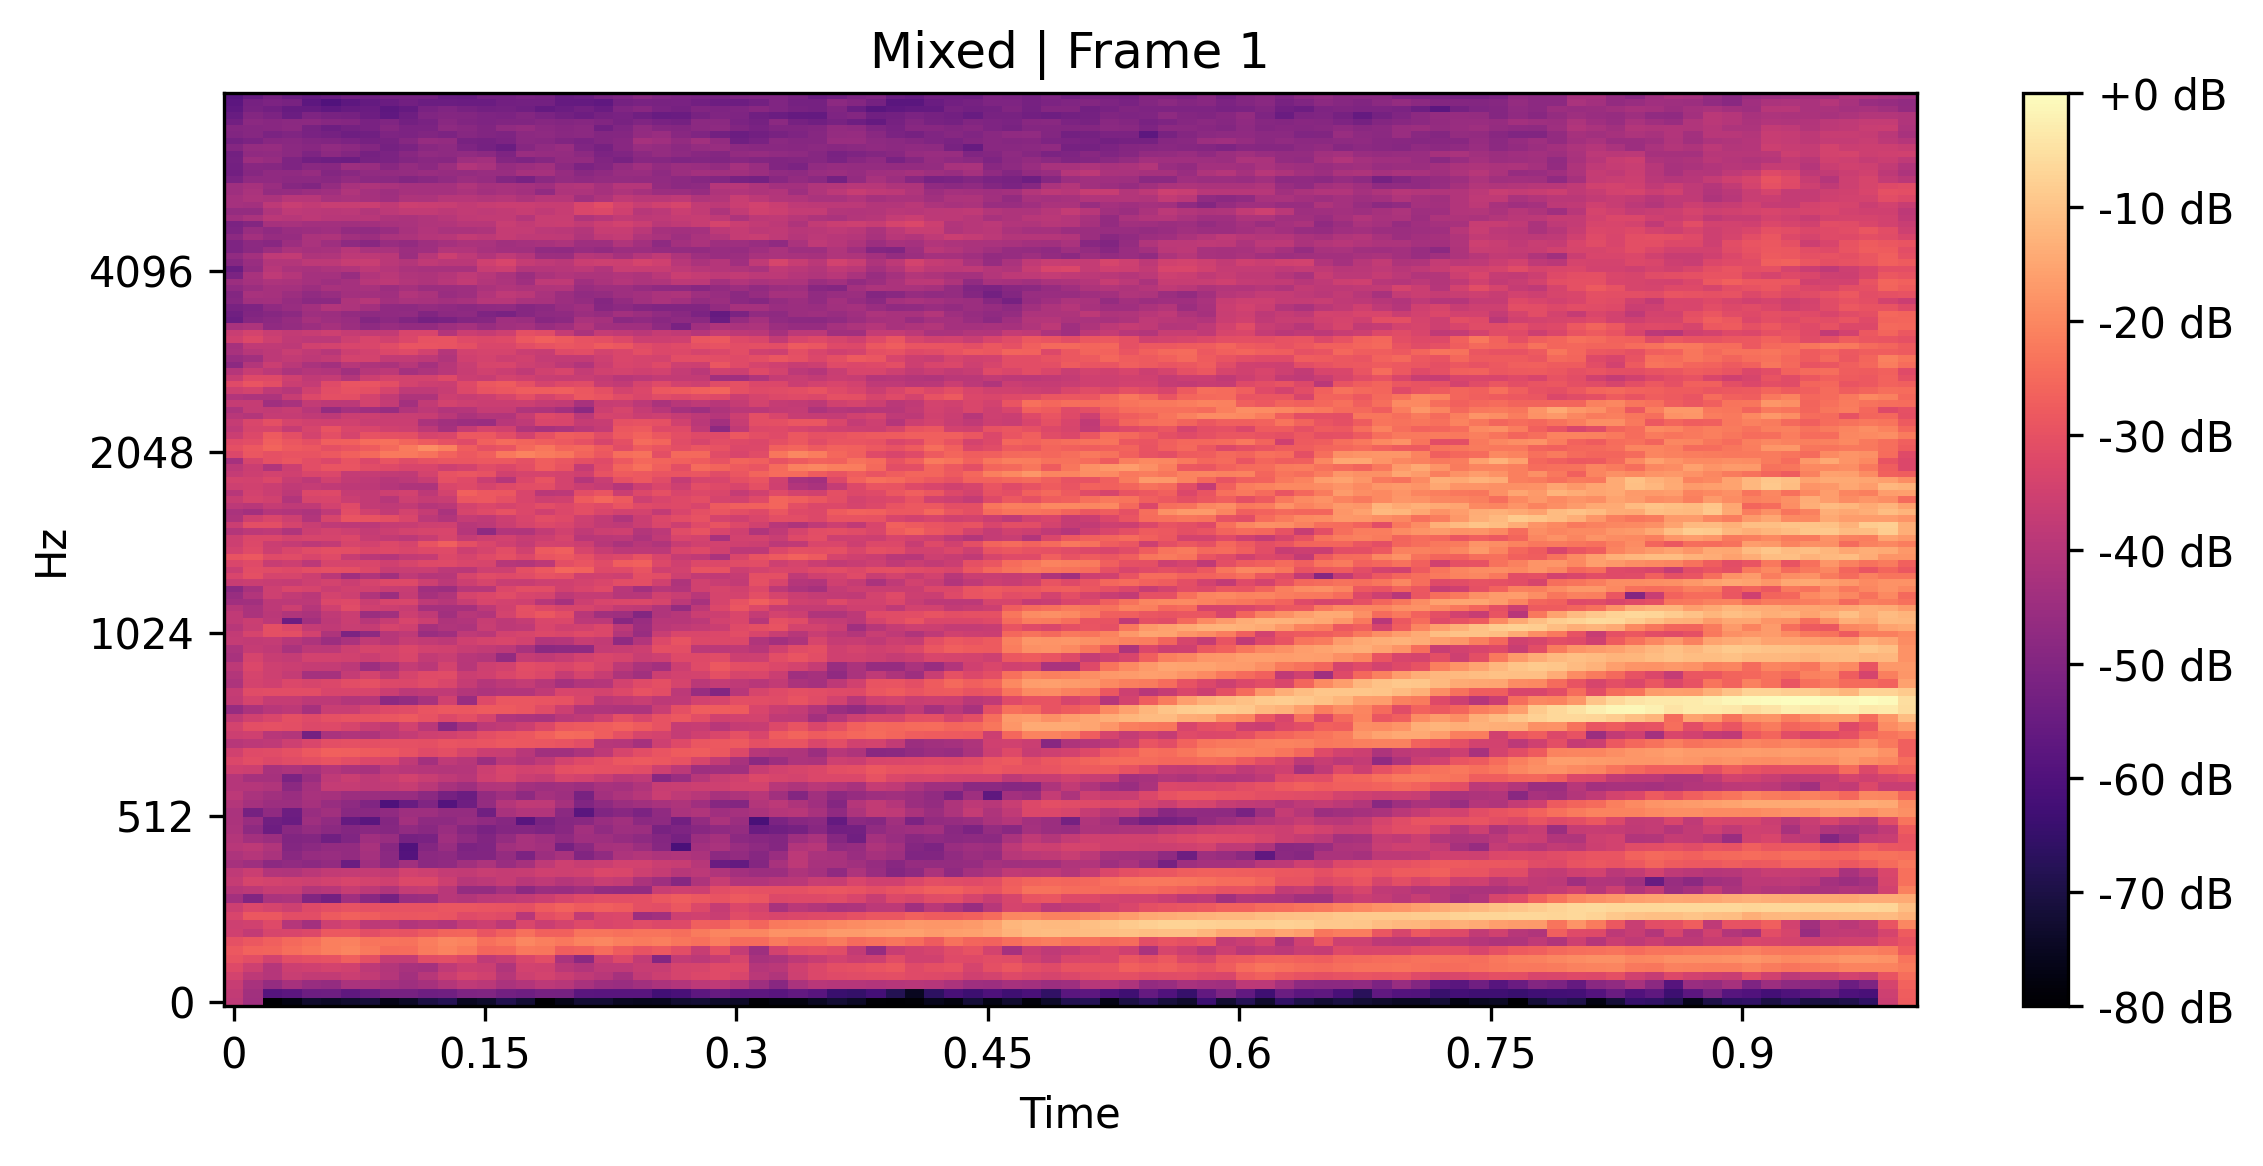 Mixed | Frame 1
+0 dB
-10 dB
-20 dB
-30 dB
-40 dB
-50 dB
-60 dB
-70 dB
-80 dB
Hz
4096
2048
1024
512
0
0 0.15 0.3 0.45 0.6 0.75 0.9
Time